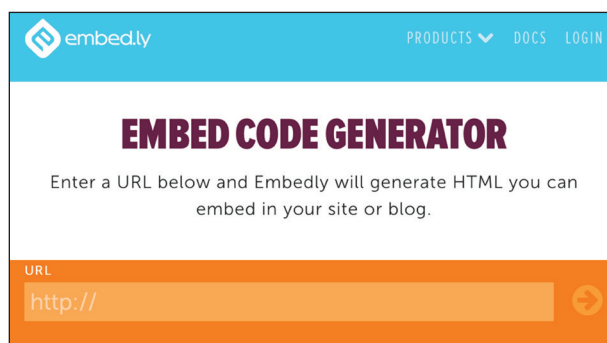 embed.ly
PRODUCTS DOCS LOGIN
EMBED CODE GENERATOR
Enter a URL below and Embedly will generate HTML you can
embed in your site or blog.
URL
http://